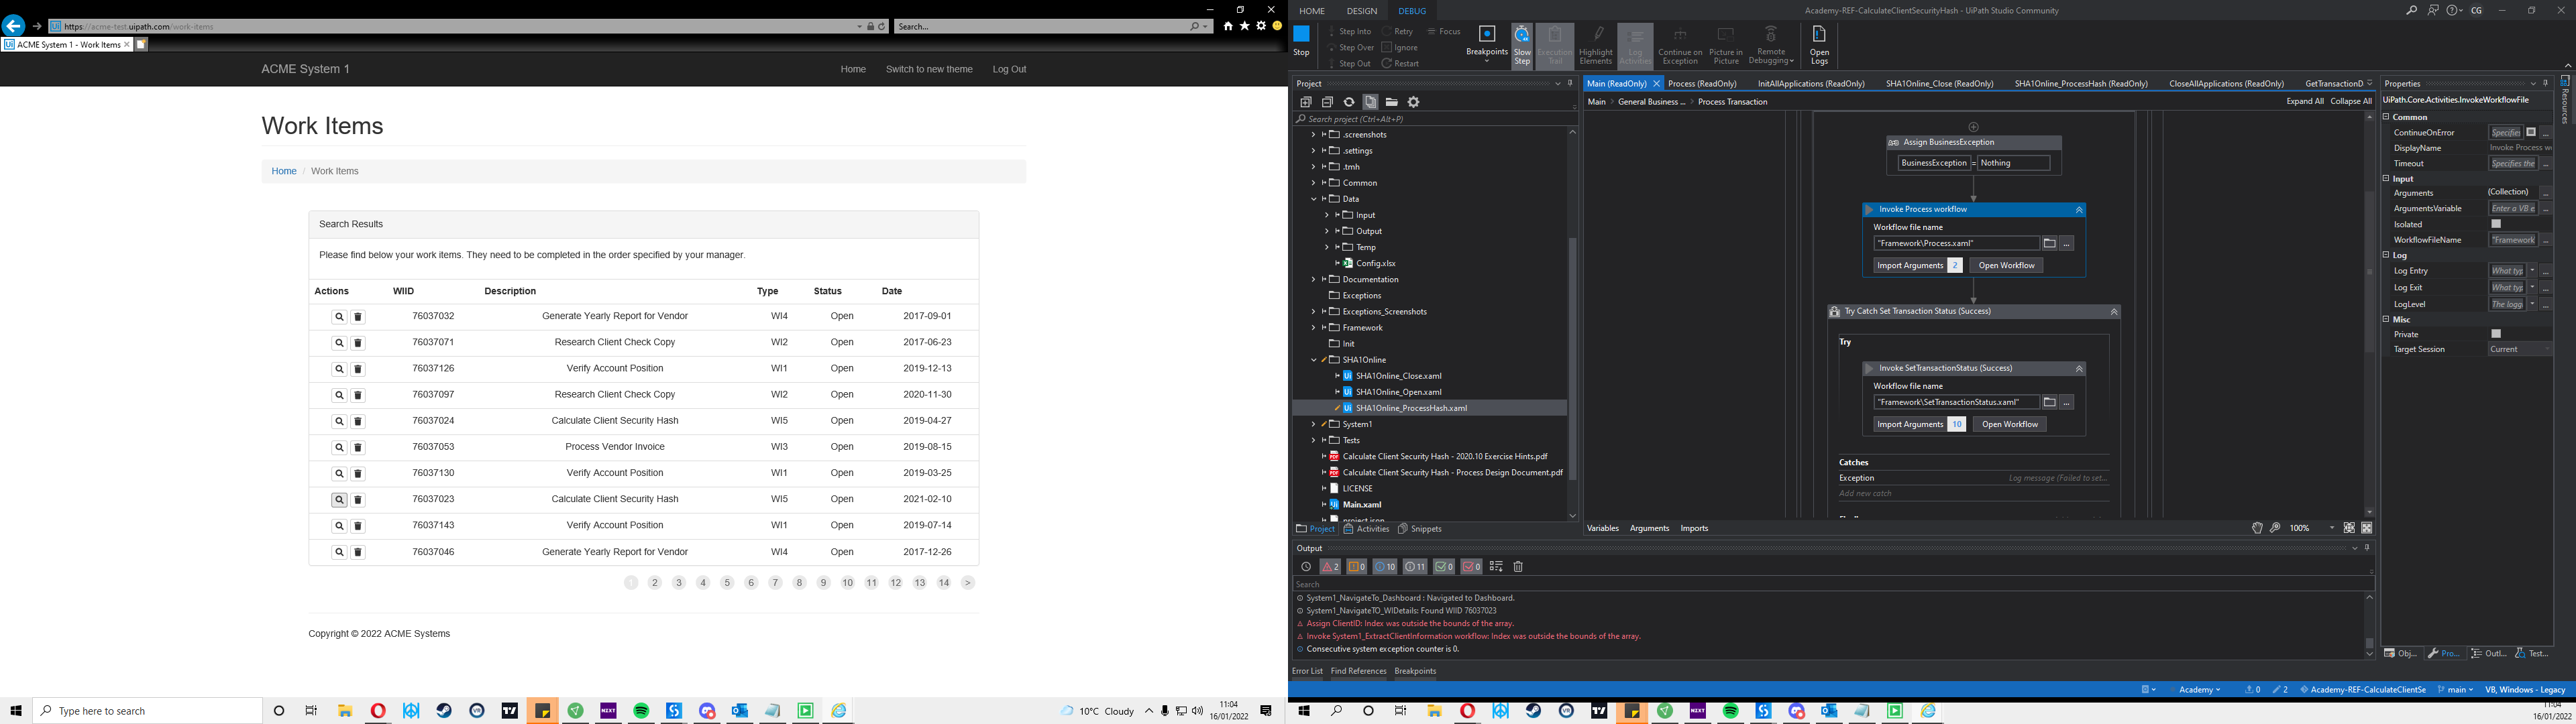 https://acme-test.uipath.com/work-items
Search...
ACME System 1 - Work Items
ACME System 1
Home
Switch to new theme
Log Out
Work Items
Home / Work Items
Search Results
Please find below your work items. They need to be completed in the order specified by your manager.
Actions WIID Description Type Status Date
76037032 Generate Yearly Report for Vendor WI4 Open 2017-09-01
76037071 Research Client Check Copy WI2 Open 2017-06-23
76037126 Verify Account Position WI1 Open 2019-12-13
76037097 Research Client Check Copy WI2 Open 2020-11-30
76037024 Calculate Client Security Hash WI5 Open 2019-04-27
76037053 Process Vendor Invoice WI3 Open 2019-08-15
76037130 Verify Account Position WI1 Open 2019-03-25
76037023 Calculate Client Security Hash WI5 Open 2021-02-10
76037143 Verify Account Position WI1 Open 2019-07-14
76037046 Generate Yearly Report for Vendor WI4 Open 2017-12-26
1 2 3 4 5 6 7 8 9 10 11 12 13 14 >
Copyright © 2022 ACME Systems
Type here to search
10°C Cloudy
11:04
16/01/2022
HOME DESIGN DEBUG
Academy-REF-CalculateClientSecurityHash - UiPath Studio Community
CG
Stop
Step Into
Step Over
Step Out
Retry
Ignore
Restart
Focus
Breakpoints
Slow Step
Execution Trail
Highlight Elements
Log Activities
Continue on Exception
Picture in Picture
Remote Debugging
Open Logs
Project
Search project (Ctrl+Alt+P)
.screenshots
.settings
.tmh
Common
Data
Input
Output
Temp
Config.xlsx
Documentation
Exceptions
Exceptions_Screenshots
Framework
Init
SHA1Online
SHA1Online_Close.xaml
SHA1Online_Open.xaml
SHA1Online_ProcessHash.xaml
System1
Tests
Calculate Client Security Hash - 2020.10 Exercise Hints.pdf
Calculate Client Security Hash - Process Design Document.pdf
LICENSE
Main.xaml
project.json
Project Activities Snippets
Main (ReadOnly)
Process (ReadOnly)
InitAllApplications (ReadOnly)
SHA1Online_Close (ReadOnly)
SHA1Online_ProcessHash (ReadOnly)
CloseAllApplications (ReadOnly)
GetTransactionD
Main > General Business ... > Process Transaction
Expand All Collapse All
Assign BusinessException
BusinessException = Nothing
Invoke Process workflow
Workflow file name
"Framework\Process.xaml"
Import Arguments 2 Open Workflow
Try Catch Set Transaction Status (Success)
Try
Invoke SetTransactionStatus (Success)
Workflow file name
"Framework\SetTransactionStatus.xaml"
Import Arguments 10 Open Workflow
Catches
Exception Log message (Failed to set...
Add new catch
Variables Arguments Imports
100%
Output
2 0 10 11 0 0
Search
System1_NavigateTo_Dashboard : Navigated to Dashboard.
System1_NavigateTO_WIDetails: Found WIID 76037023
Assign ClientID: Index was outside the bounds of the array.
Invoke System1_ExtractClientInformation workflow: Index was outside the bounds of the array.
Consecutive system exception counter is 0.
Error List Find References Breakpoints
Properties
UiPath.Core.Activities.InvokeWorkflowFile
Common
ContinueOnError Specifies ...
DisplayName Invoke Process wo
Timeout Specifies the ...
Input
Arguments (Collection) ...
ArgumentsVariable Enter a VB e ...
Isolated
WorkflowFileName "Framework ...
Log
Log Entry What typ ...
Log Exit What typ ...
LogLevel The logg ...
Misc
Private
Target Session Current
Obj... Pro... Outl... Test...
Resources
Academy
0
2
Academy-REF-CalculateClientSe
main
VB, Windows - Legacy
11:04
16/01/2022